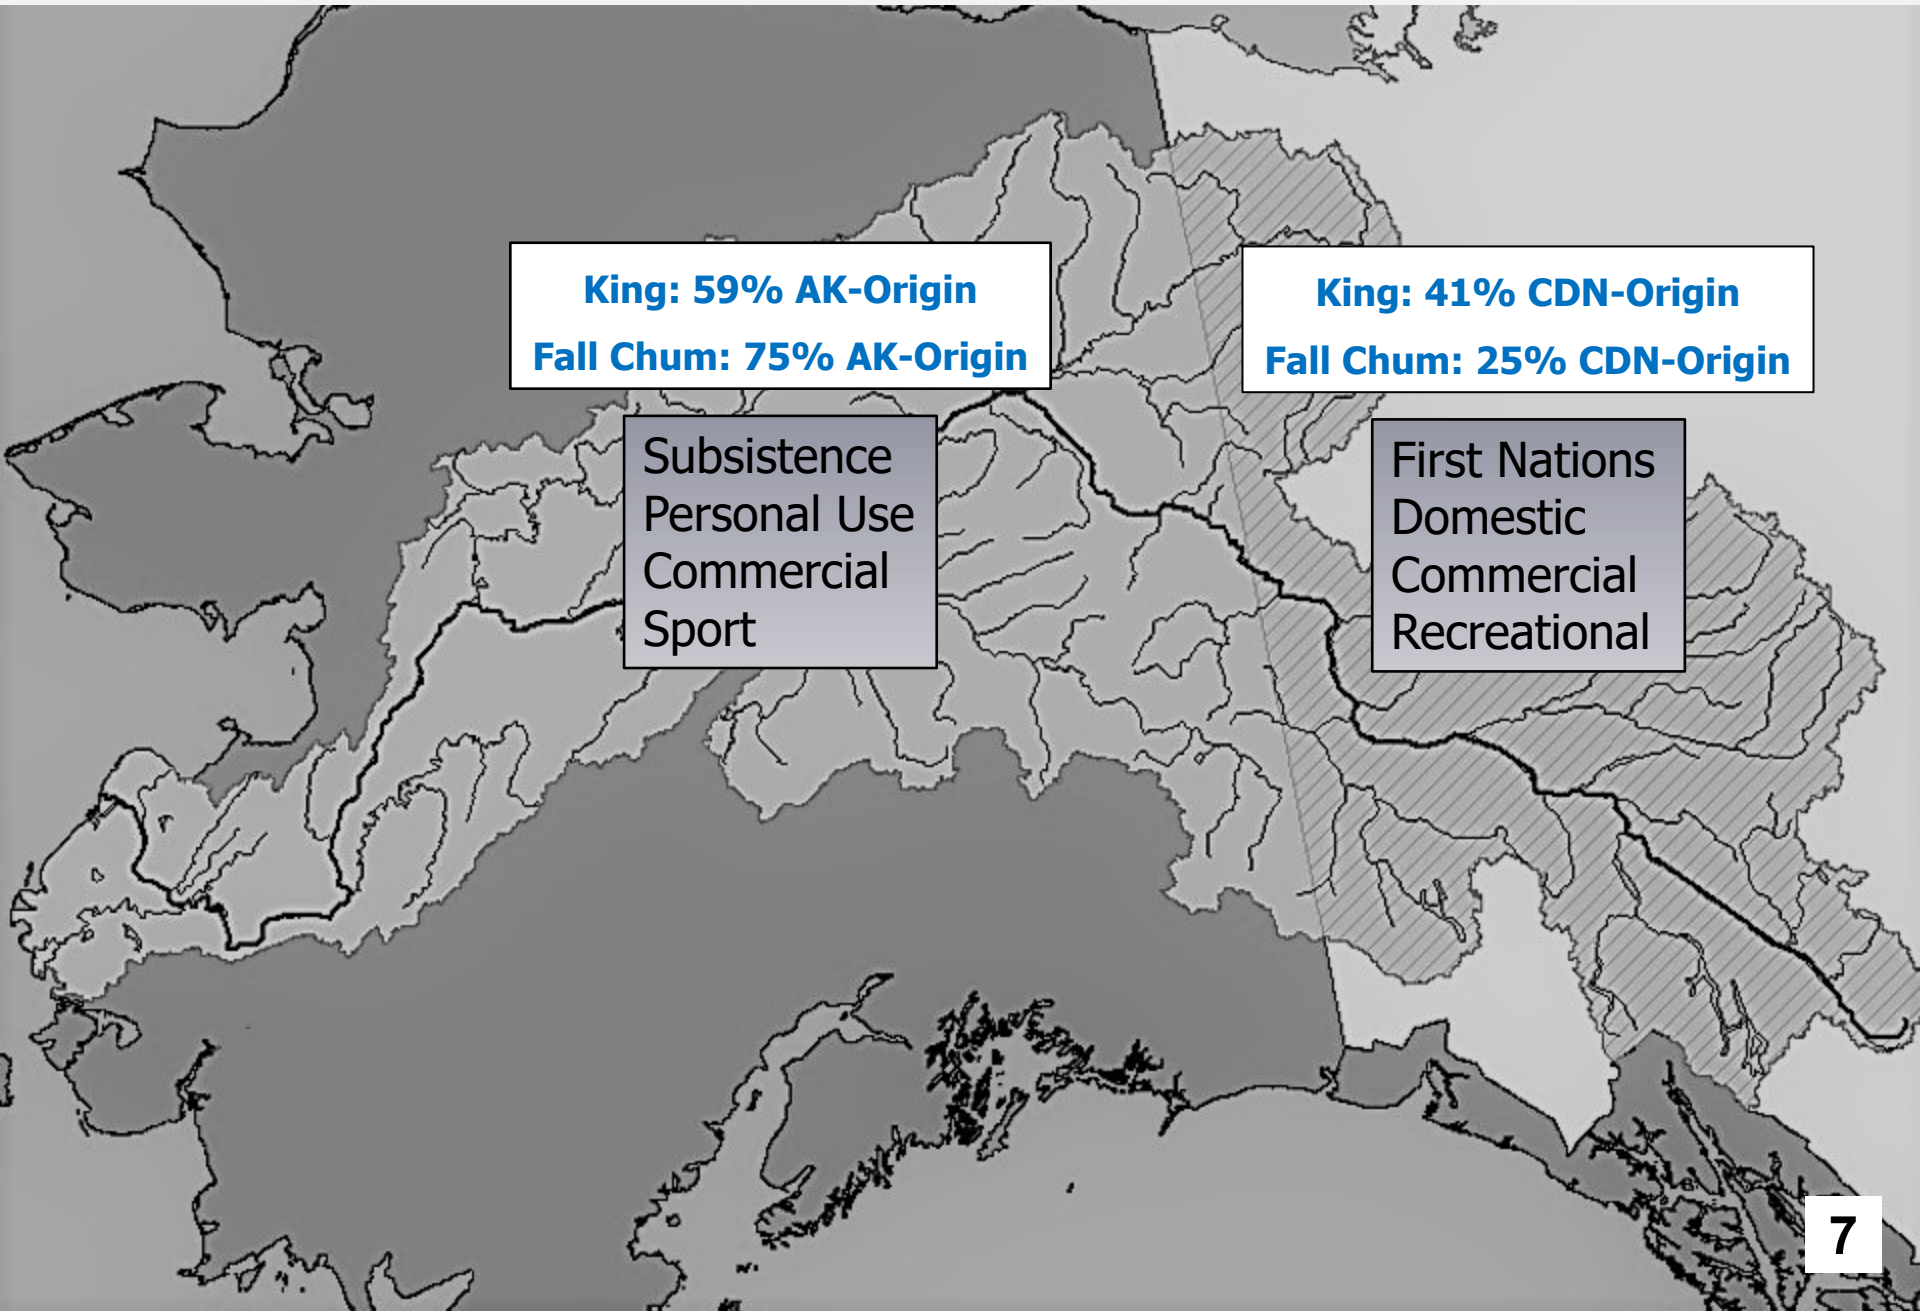 King: 59% AK-Origin
Fall Chum: 75% AK-Origin
Subsistence
Personal Use
Commercial
Sport
King: 41% CDN-Origin
Fall Chum: 25% CDN-Origin
First Nations
Domestic
Commercial
Recreational
7